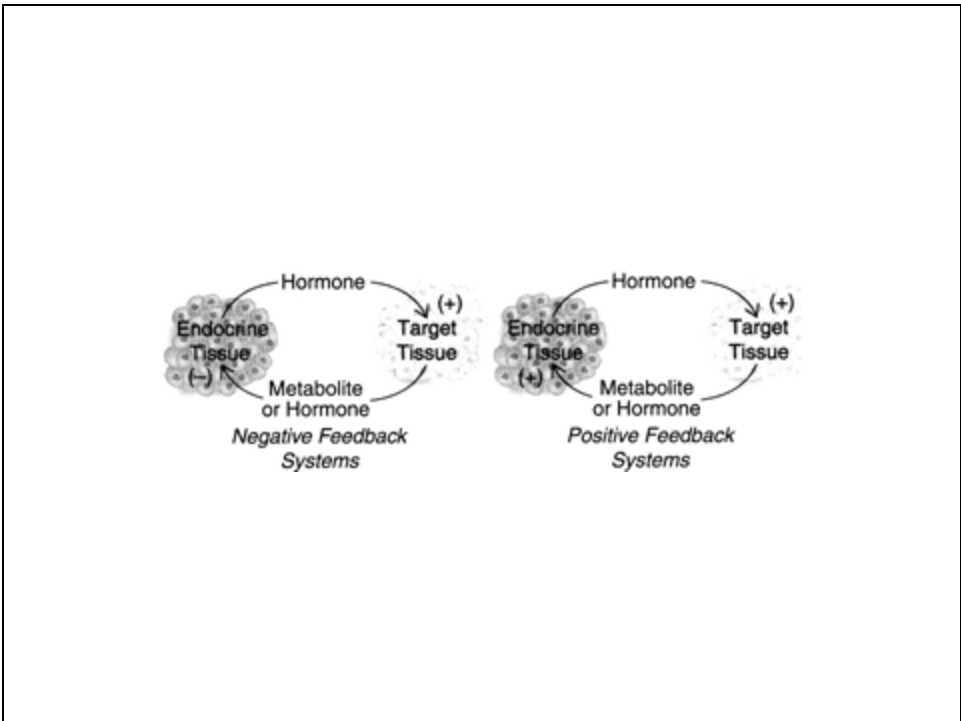 Hormone
(+)
Endocrine
Tissue
(−)
Target
Tissue
Metabolite
or Hormone
Negative Feedback
Systems
Hormone
(+)
Endocrine
Tissue
(+)
Target
Tissue
Metabolite
or Hormone
Positive Feedback
Systems